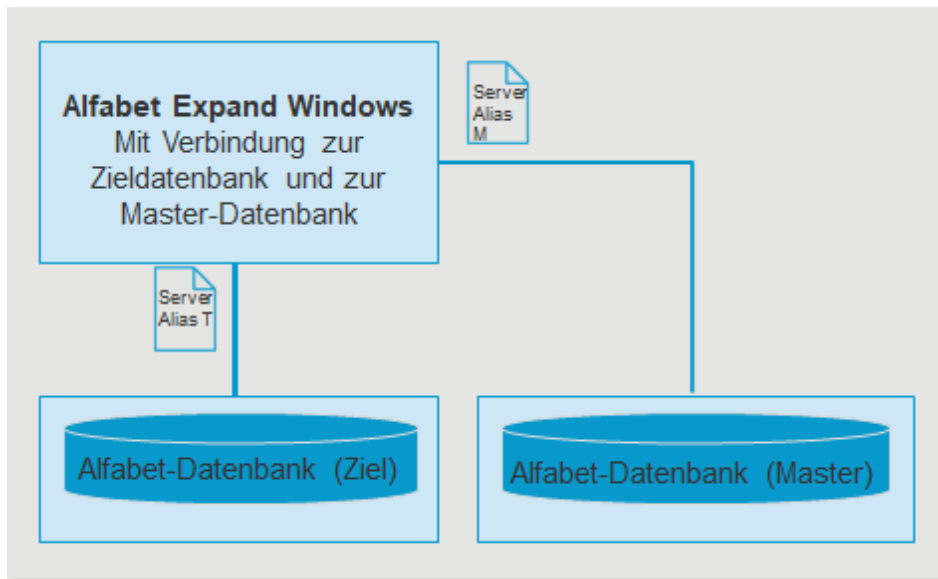 Alfabet Expand Windows
Mit Verbindung zur
Zieldatenbank und zur
Master-Datenbank
Server
Alias
M
Server
Alias T
Alfabet-Datenbank (Ziel)
Alfabet-Datenbank (Master)